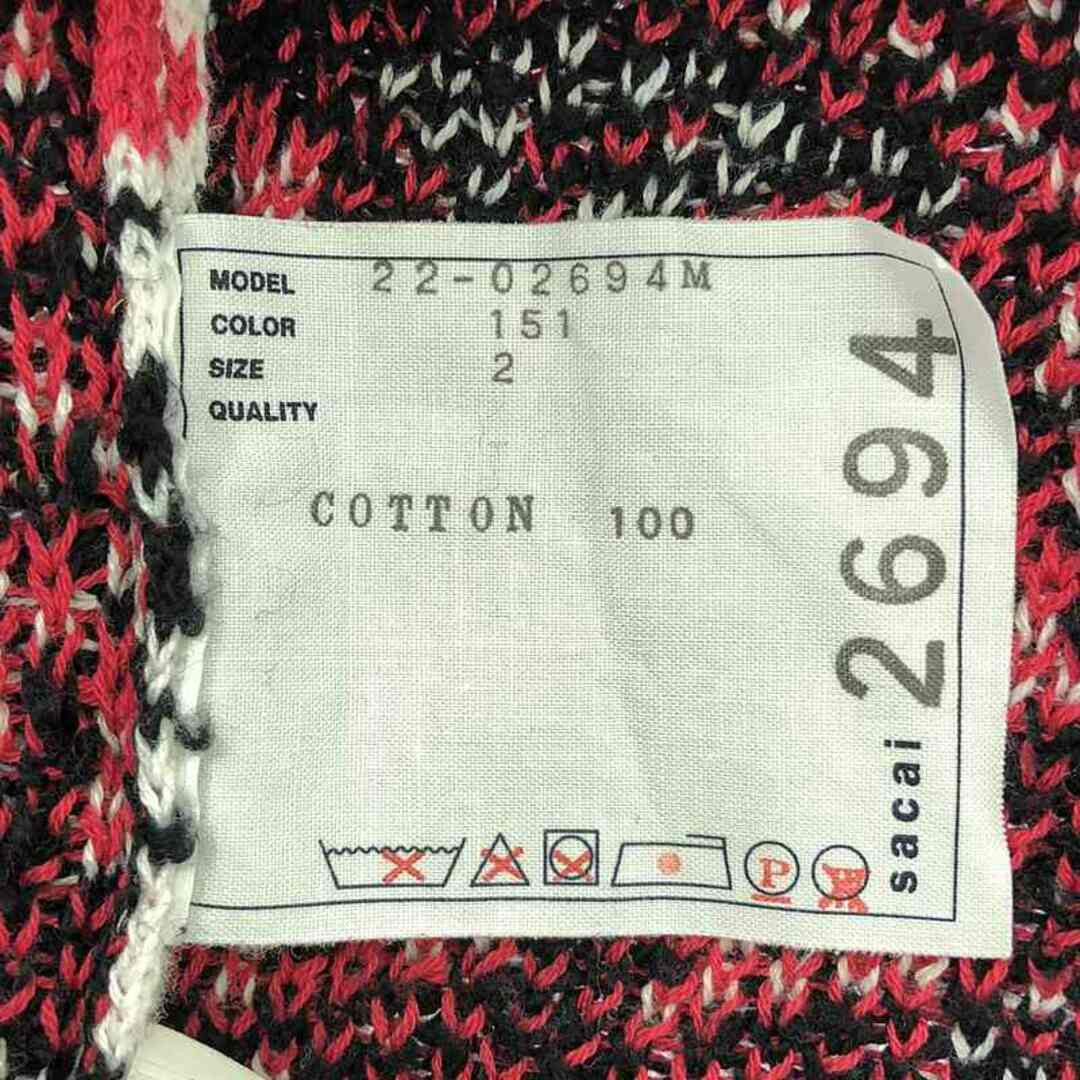 MODEL 22-02694M
COLOR 151
SIZE 2
QUALITY
COTTON 100
P
sacai 2694